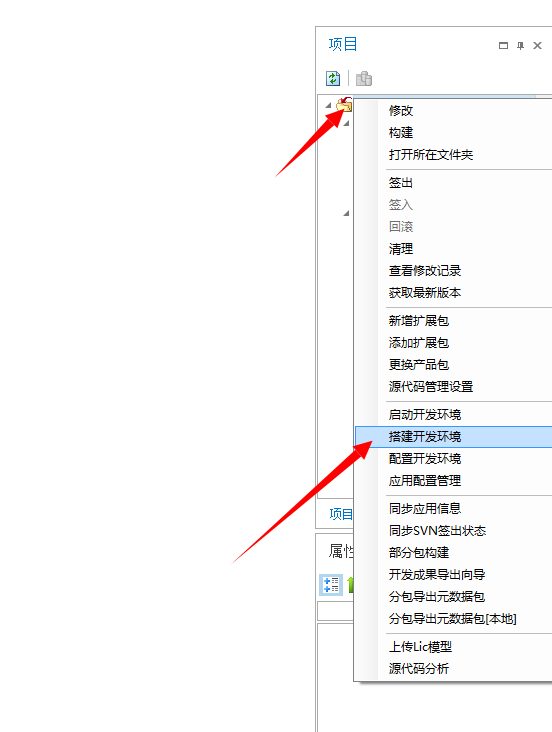 项目
修改
构建
打开所在文件夹
签出
签入
回滚
清理
查看修改记录
获取最新版本
新增扩展包
添加扩展包
更换产品包
源代码管理设置
启动开发环境
搭建开发环境
配置开发环境
应用配置管理
同步应用信息
项目
同步SVN签出状态
部分包构建
属性
开发成果导出向导
分包导出元数据包
分包导出元数据包[本地]
上传Lic模型
源代码分析